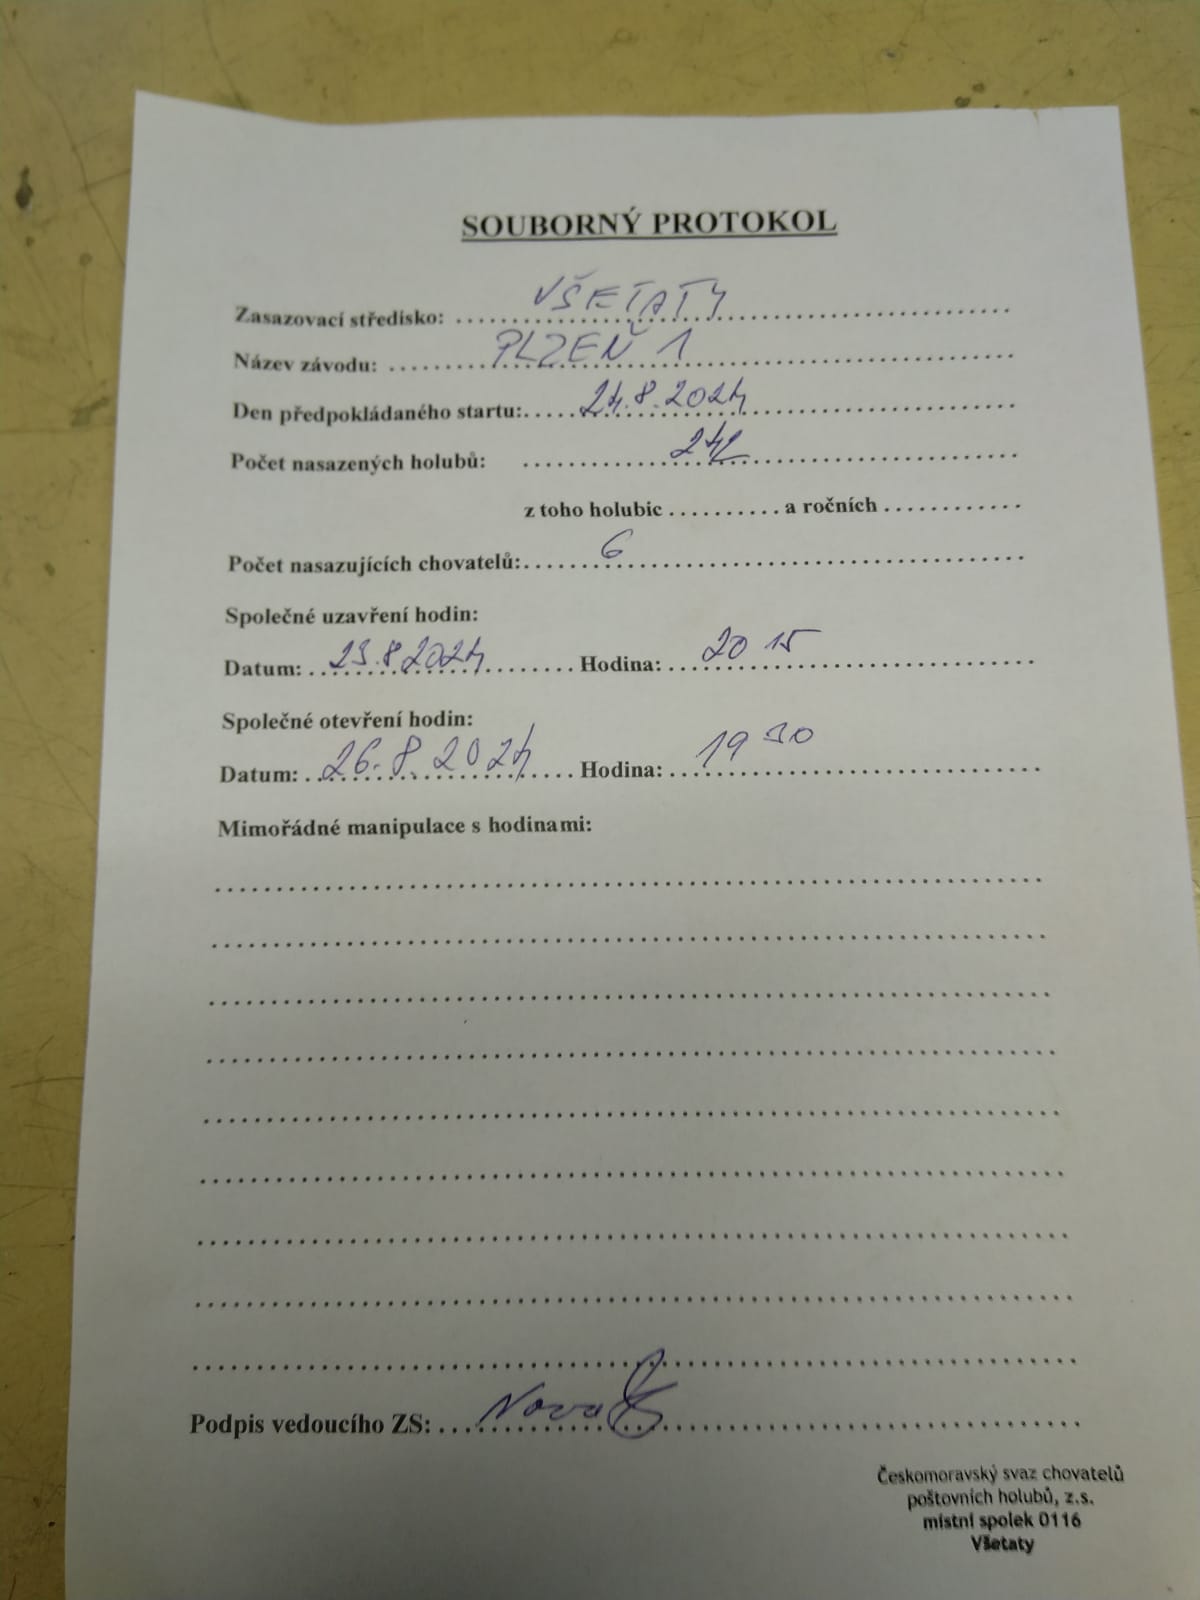 SOUBORNÝ PROTOKOL
Zasazovací středisko: VŠETATY
Název závodu: PLZEŇ 1
Den předpokládaného startu: 24.8.2024
Počet nasazených holubů: 242
z toho holubic .......... a ročních .............
Počet nasazujících chovatelů: 6
Společné uzavření hodin:
Datum: 23.8.2024 Hodina: 20 15
Společné otevření hodin:
Datum: 26.8.2024 Hodina: 19 30
Mimořádné manipulace s hodinami:
Podpis vedoucího ZS: Novak
Českomoravský svaz chovatelů
poštovních holubů, z.s.
místní spolek 0116
Všetaty